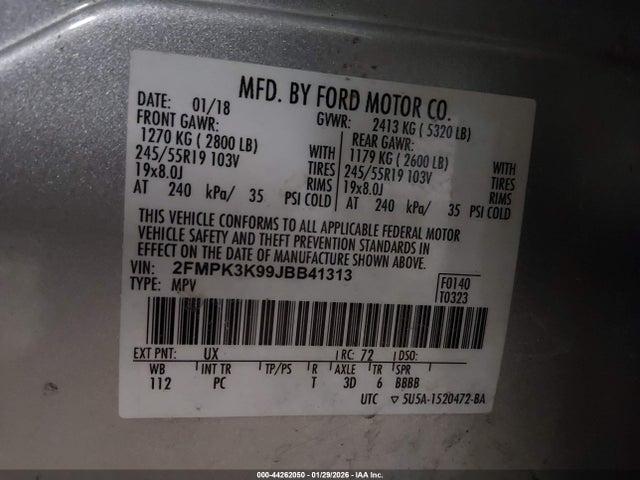 MFD. BY FORD MOTOR CO.
DATE: 01/18 GVWR: 2413 KG ( 5320 LB)
FRONT GAWR: REAR GAWR:
1270 KG ( 2800 LB) WITH 1179 KG ( 2600 LB) WITH
245/55R19 103V TIRES 245/55R19 103V TIRES
19x8.0J RIMS 19x8.0J RIMS
AT 240 kPa/ 35 PSI COLD AT 240 kPa/ 35 PSI COLD
THIS VEHICLE CONFORMS TO ALL APPLICABLE FEDERAL MOTOR
VEHICLE SAFETY AND THEFT PREVENTION STANDARDS IN
EFFECT ON THE DATE OF MANUFACTURE SHOWN ABOVE.
VIN: 2FMPK3K99JBB41313 F0140
TYPE: MPV T0323
EXT PNT: UX RC: 72 DSO:
WB INT TR TP/PS R AXLE TR SPR
112 PC T 3D 6 BBBB
UTC ▽ 5U5A-1520472-BA
000-44262050 - 01/29/2026 - IAA Inc.